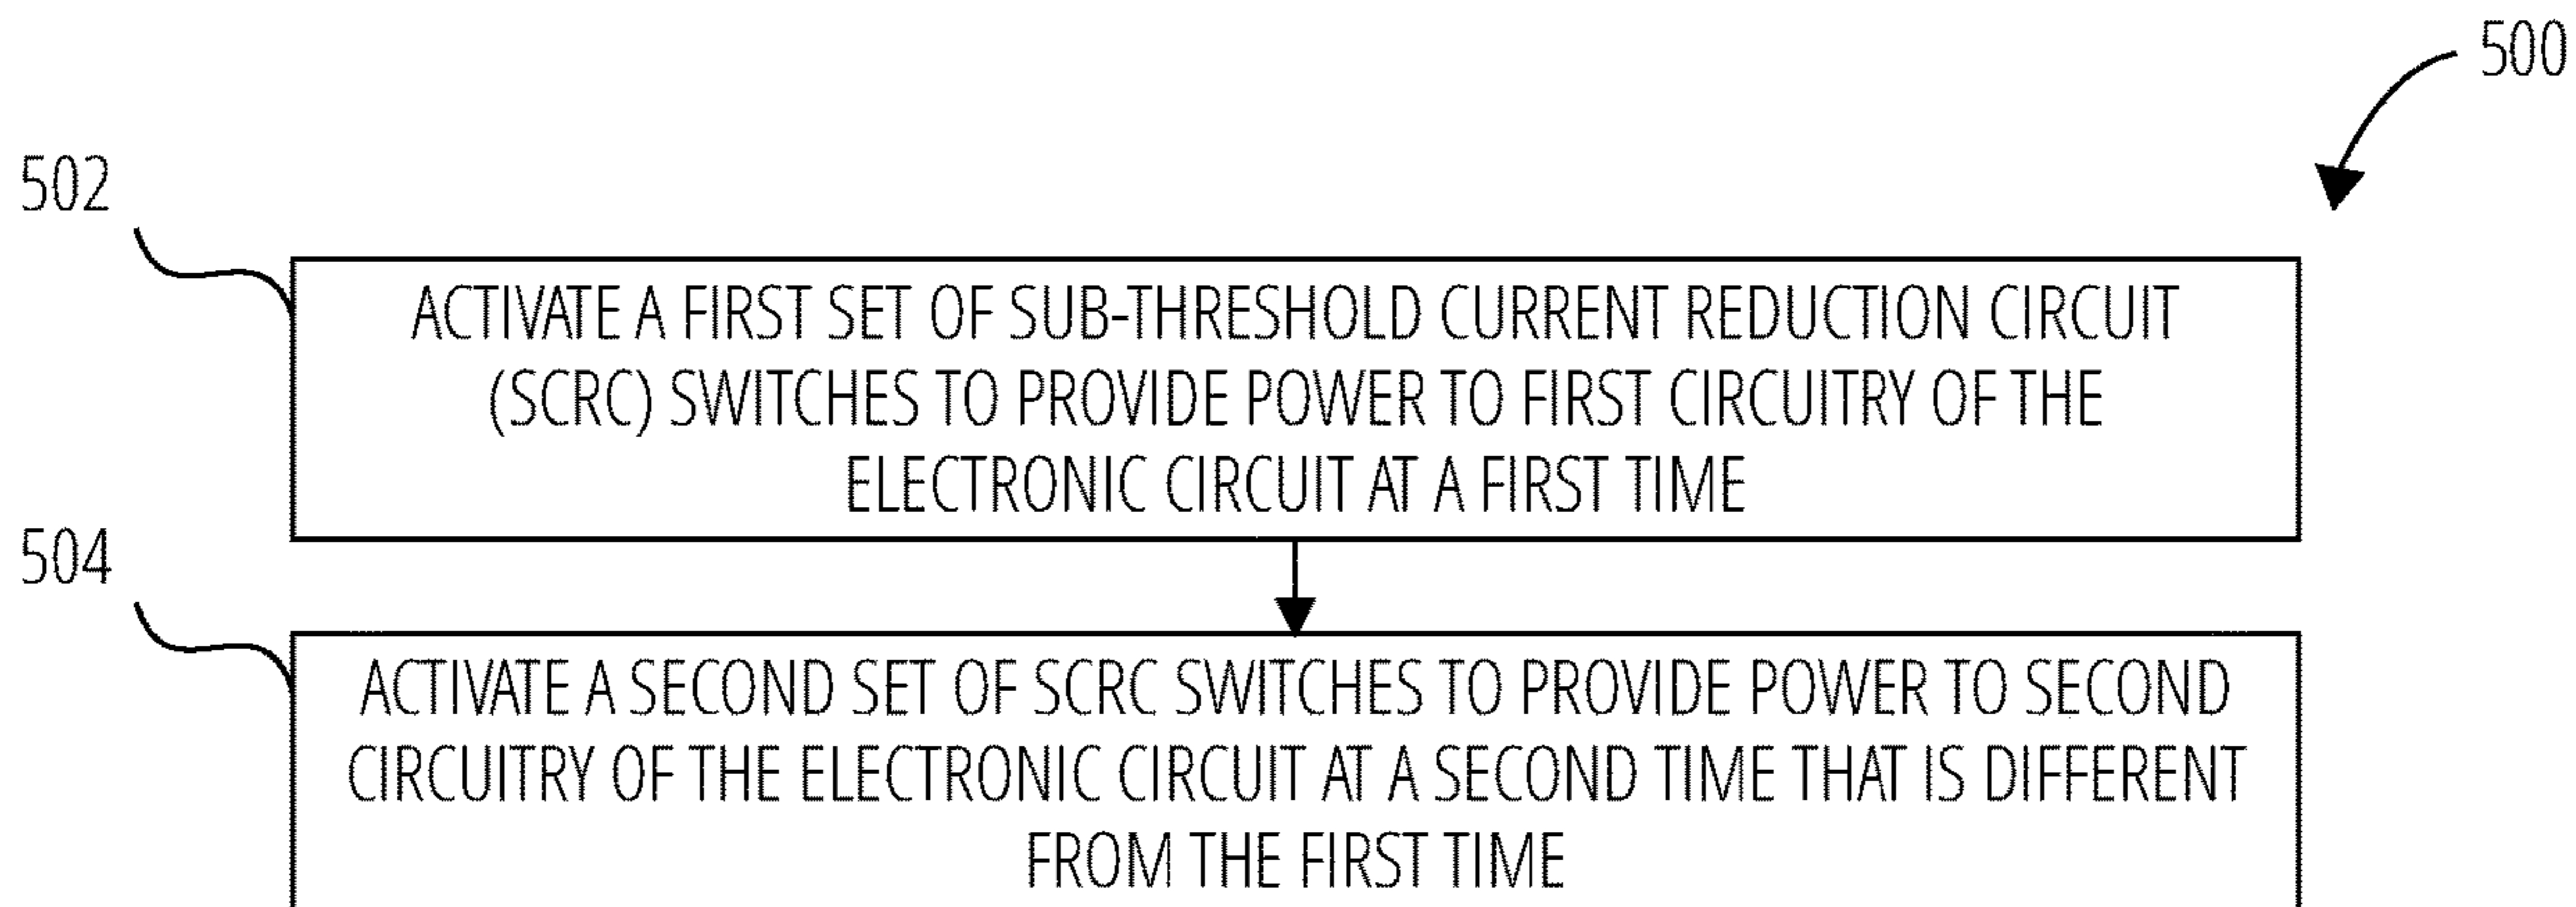 500
502
ACTIVATE A FIRST SET OF SUB-THRESHOLD CURRENT REDUCTION CIRCUIT
(SCRC) SWITCHES TO PROVIDE POWER TO FIRST CIRCUITRY OF THE
ELECTRONIC CIRCUIT AT A FIRST TIME
504
ACTIVATE A SECOND SET OF SCRC SWITCHES TO PROVIDE POWER TO SECOND
CIRCUITRY OF THE ELECTRONIC CIRCUIT AT A SECOND TIME THAT IS DIFFERENT
FROM THE FIRST TIME